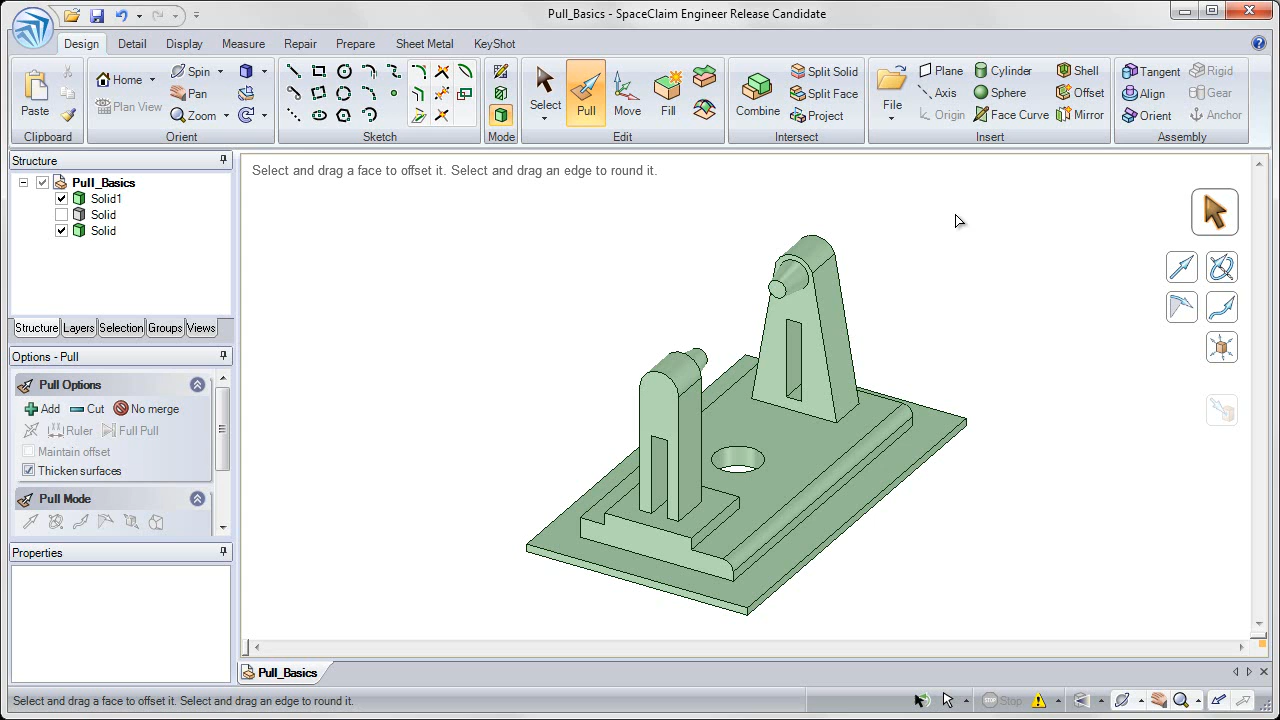 Pull_Basics - SpaceClaim Engineer Release Candidate
Design Detail Display Measure Repair Prepare Sheet Metal KeyShot
Paste
Clipboard
Home Spin
Plan View Pan
Zoom
Orient
Sketch
Mode
Select Pull Move Fill
Edit
Combine
Split Solid
Split Face
Project
Intersect
File
Plane Cylinder Shell
Axis Sphere Offset
Origin Face Curve Mirror
Insert
Tangent Rigid
Align Gear
Orient Anchor
Assembly
Structure
Pull_Basics
Solid1
Solid
Solid
Structure Layers Selection Groups Views
Options - Pull
Pull Options
Add Cut No merge
Ruler Full Pull
Maintain offset
Thicken surfaces
Pull Mode
Properties
Select and drag a face to offset it. Select and drag an edge to round it.
Pull_Basics
Select and drag a face to offset it. Select and drag an edge to round it.
Stop